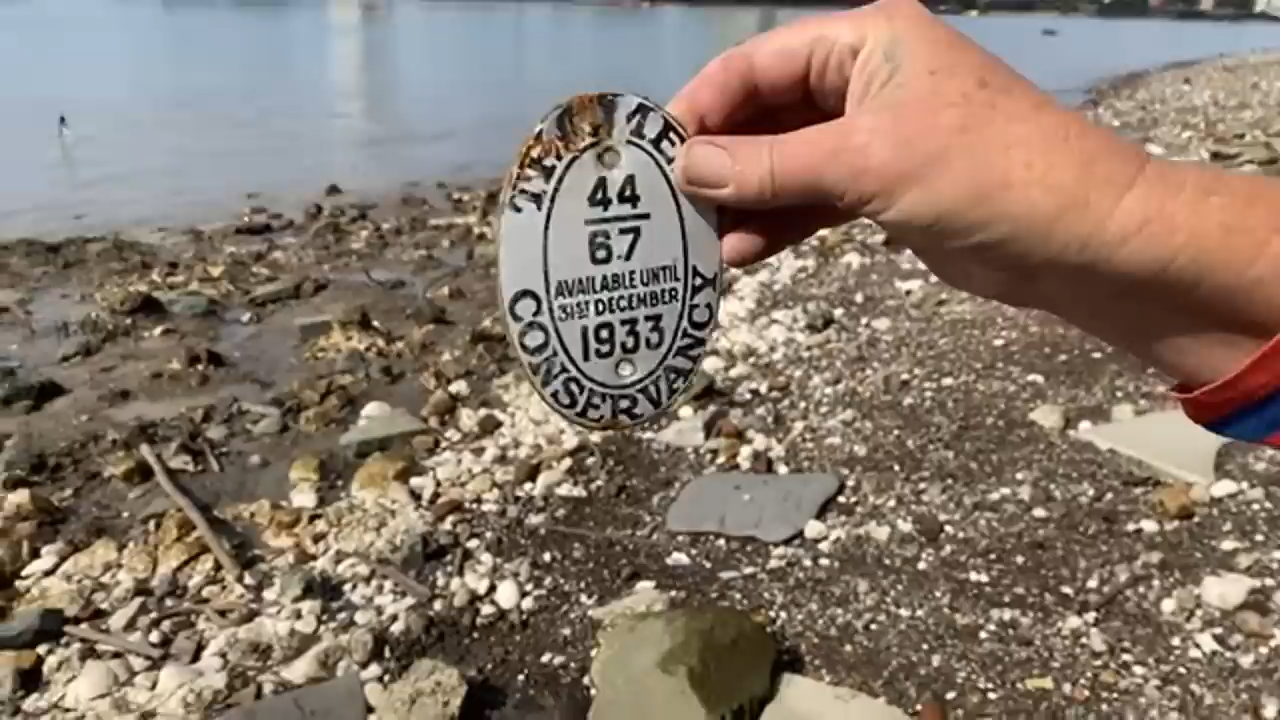 THAMES
44
67
AVAILABLE UNTIL
31ST DECEMBER
1933
CONSERVANCY